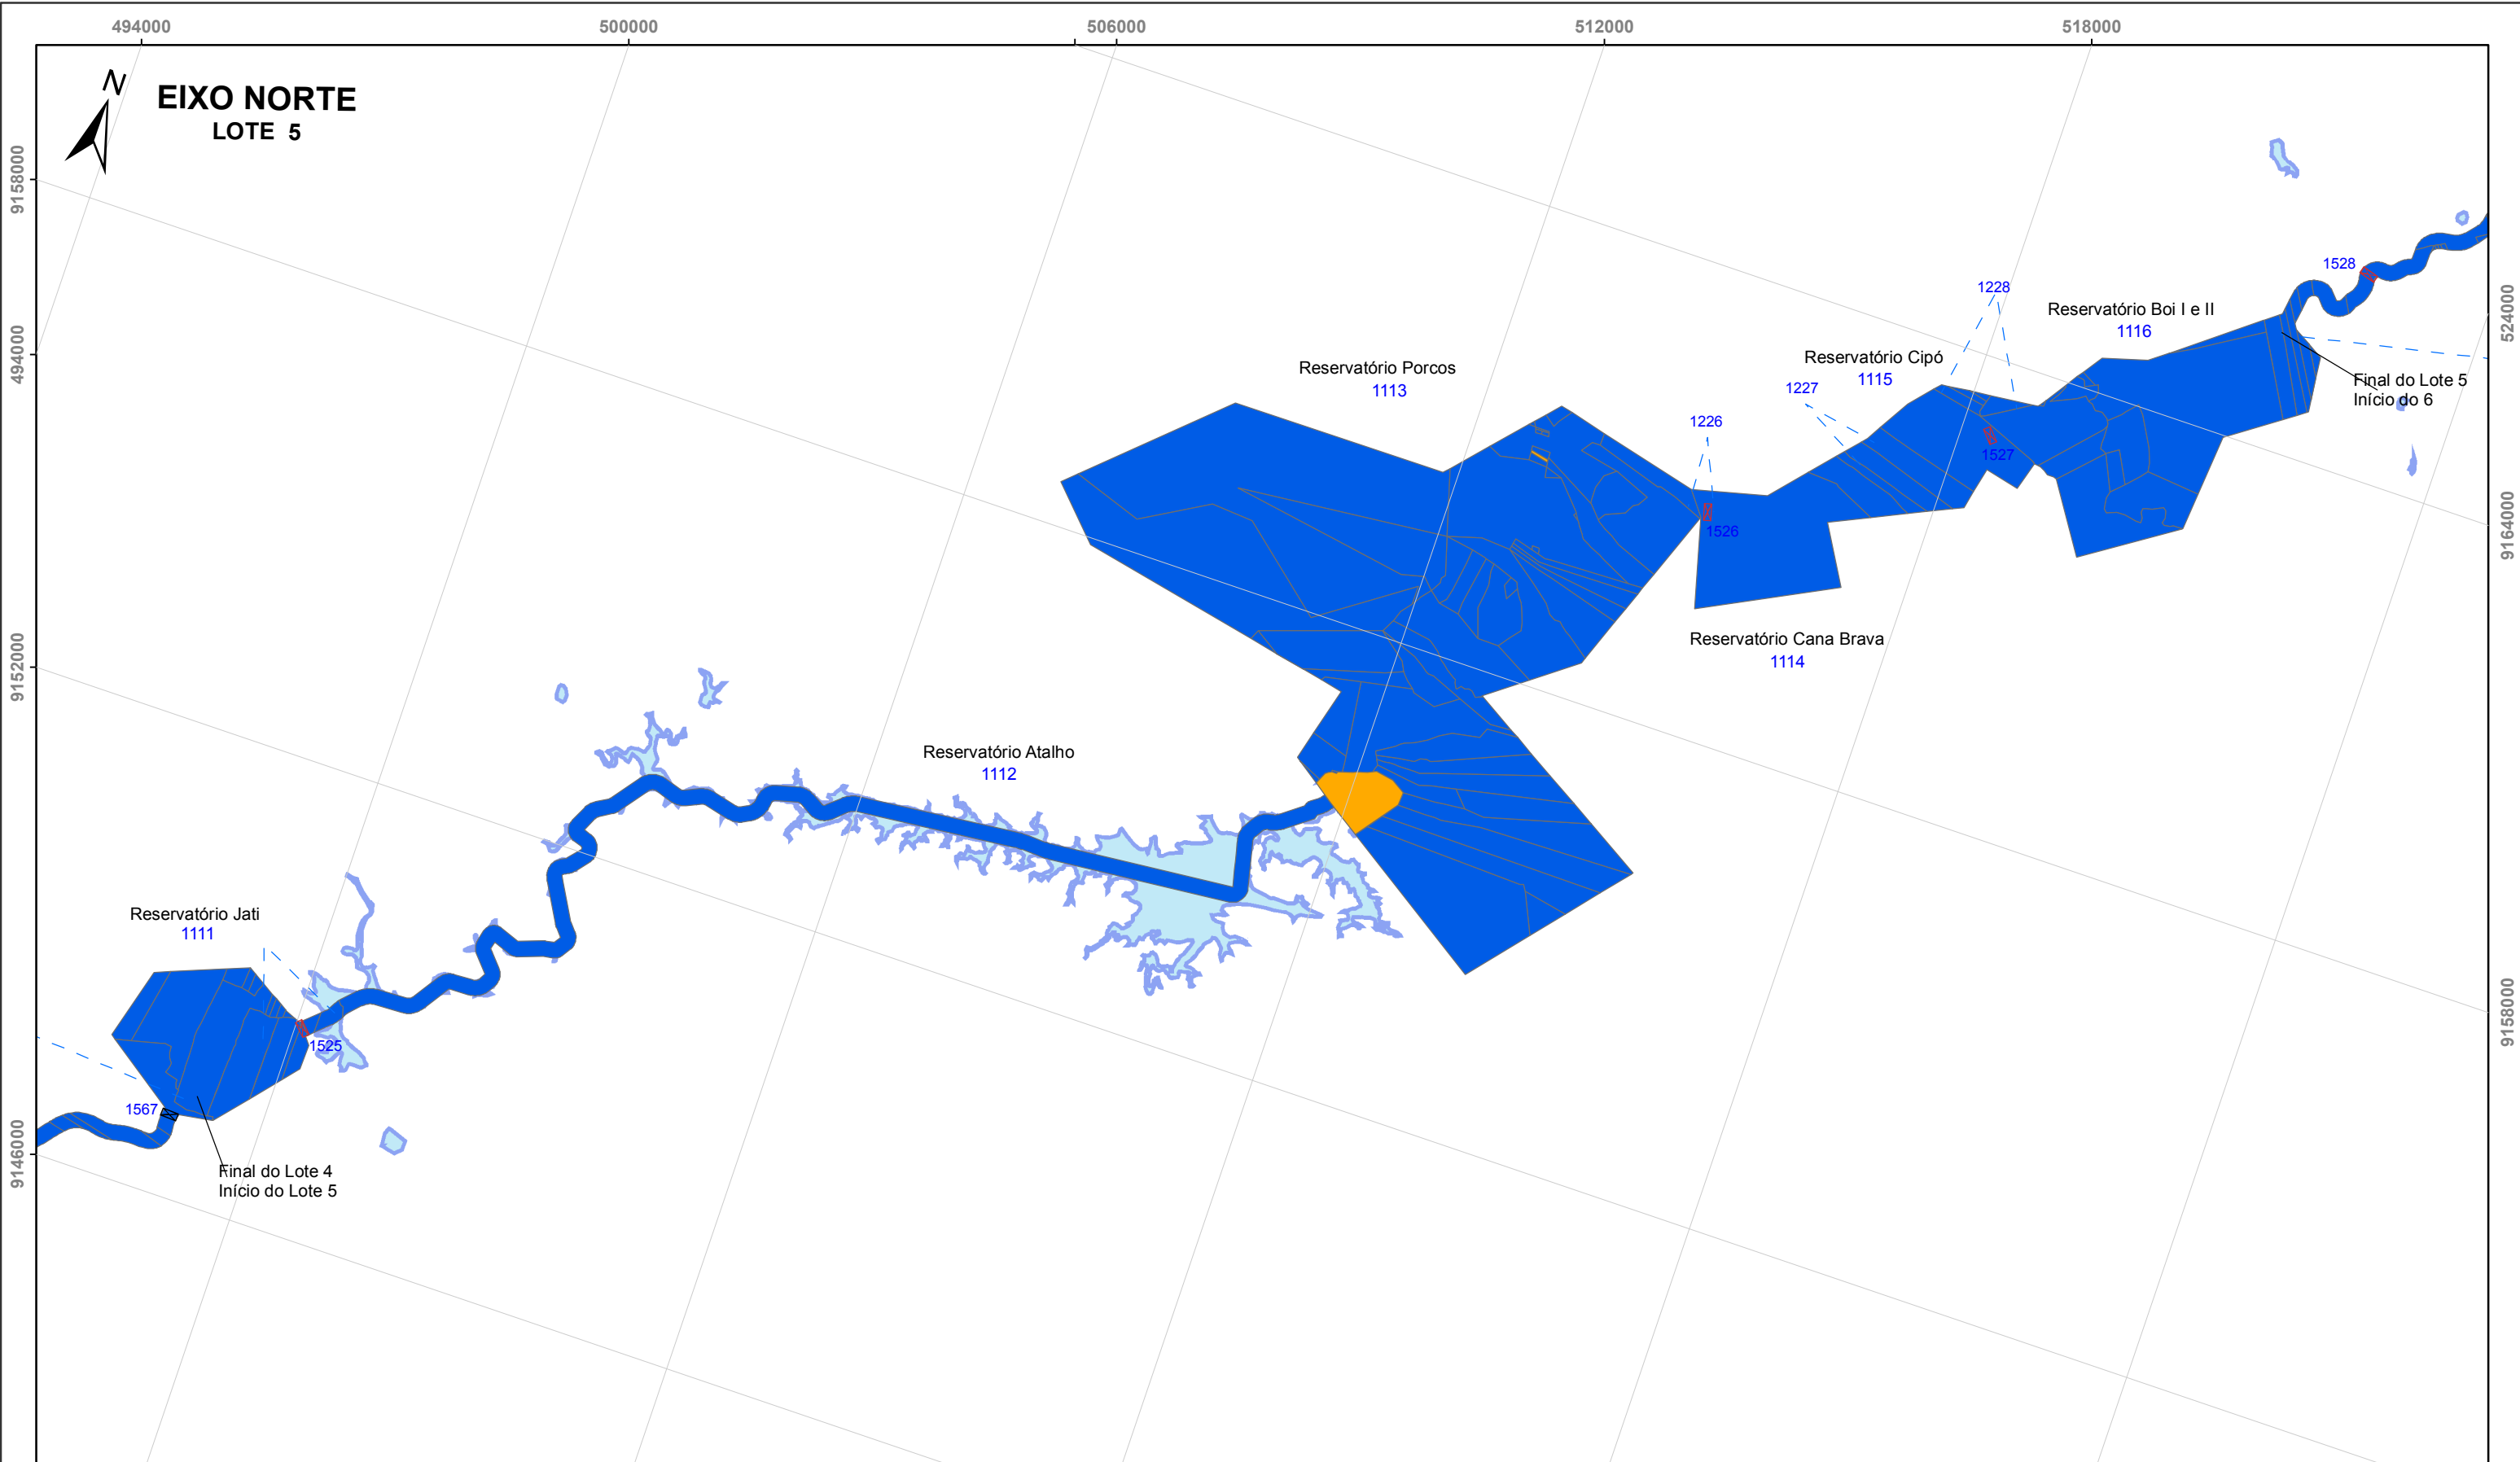 494000
500000
506000
512000
518000
N
EIXO NORTE
LOTE 5
9158000
494000
9152000
9146000
524000
9164000
9158000
1528
1228
Reservatório Boi I e II
1116
Reservatório Cipó
1115
Reservatório Porcos
1113
1227
Final do Lote 5
Início do 6
1226
1527
1526
Reservatório Cana Brava
1114
Reservatório Atalho
1112
Reservatório Jati
1111
1525
1567
Final do Lote 4
Início do Lote 5